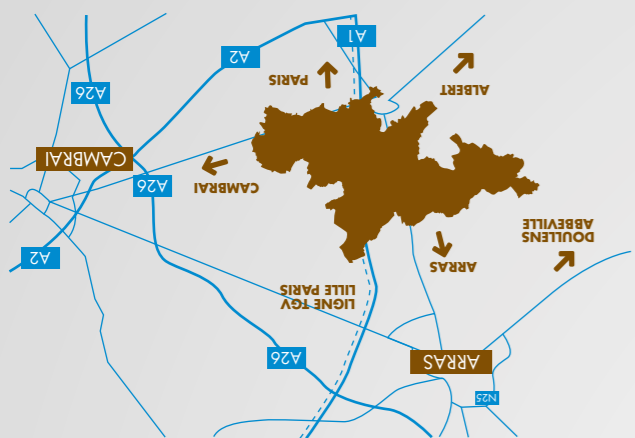 N25
ARRAS
A26
LIGNE TGV
LILLE PARIS
ARRAS
A2
DOULLENS
ABBEVILLE
CAMBRAI
A26
CAMBRAI
A26
ALBERT
PARIS
A2
A1